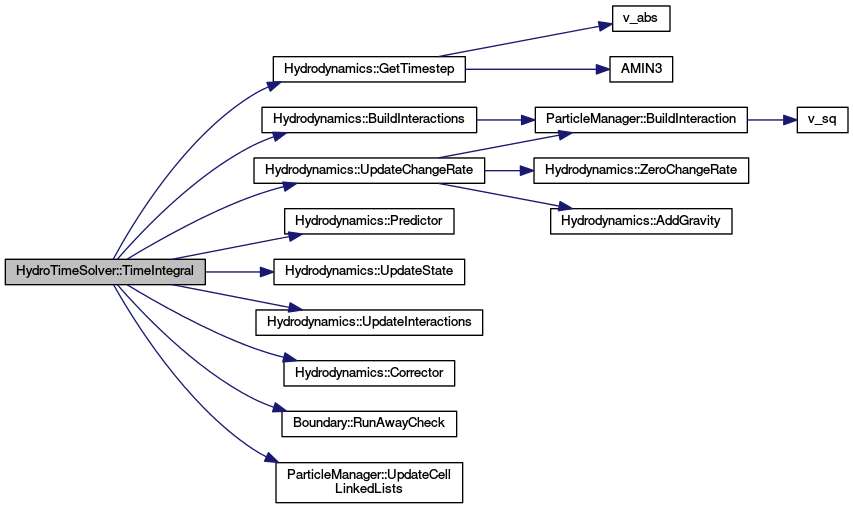 v_abs
Hydrodynamics::GetTimestep
AMIN3
Hydrodynamics::BuildInteractions
ParticleManager::BuildInteraction
v_sq
Hydrodynamics::UpdateChangeRate
Hydrodynamics::ZeroChangeRate
Hydrodynamics::Predictor
Hydrodynamics::AddGravity
HydroTimeSolver::TimeIntegral
Hydrodynamics::UpdateState
Hydrodynamics::UpdateInteractions
Hydrodynamics::Corrector
Boundary::RunAwayCheck
ParticleManager::UpdateCell
LinkedLists